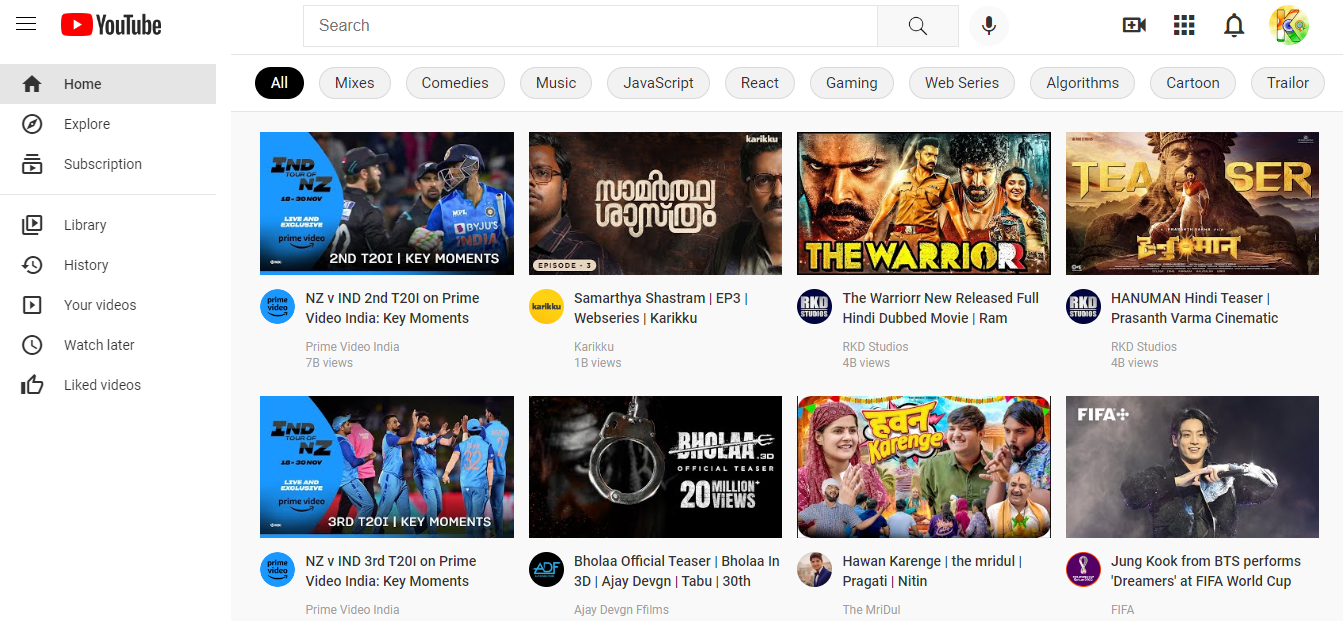 YouTube
Search
Home
Explore
Subscription
Library
History
Your videos
Watch later
Liked videos
All
Mixes
Comedies
Music
JavaScript
React
Gaming
Web Series
Algorithms
Cartoon
Trailor
IND
TOUR OF
NZ
18 - 30 NOV
LIVE AND
EXCLUSIVE
prime video
MPL
BYJU'S
INDIA
2ND T20I | KEY MOMENTS
prime
video
NZ v IND 2nd T20I on Prime
Video India: Key Moments
Prime Video India
7B views
karikku
സാമർത്ഥ്യ
ശാസ്ത്രം
EPISODE - 3
karikku
Samarthya Shastram | EP3 |
Webseries | Karikku
Karikku
1B views
THE WARRIORR
RKD
STUDIOS
The Warriorr New Released Full
Hindi Dubbed Movie | Ram
RKD Studios
4B views
TEASER
हनुमान
RKD
STUDIOS
HANUMAN Hindi Teaser |
Prasanth Varma Cinematic
RKD Studios
4B views
IND
TOUR OF
NZ
18 - 30 NOV
LIVE AND
EXCLUSIVE
prime video
32
3RD T20I | KEY MOMENTS
prime
video
NZ v IND 3rd T20I on Prime
Video India: Key Moments
Prime Video India
BHOLAA IN 3D
OFFICIAL TEASER
20 MILLION+
VIEWS
ADF
Bholaa Official Teaser | Bholaa In
3D | Ajay Devgn | Tabu | 30th
Ajay Devgn Ffilms
हवन
Karenge
Hawan Karenge | the mridul |
Pragati | Nitin
The MriDul
FIFA
Jung Kook from BTS performs
'Dreamers' at FIFA World Cup
FIFA